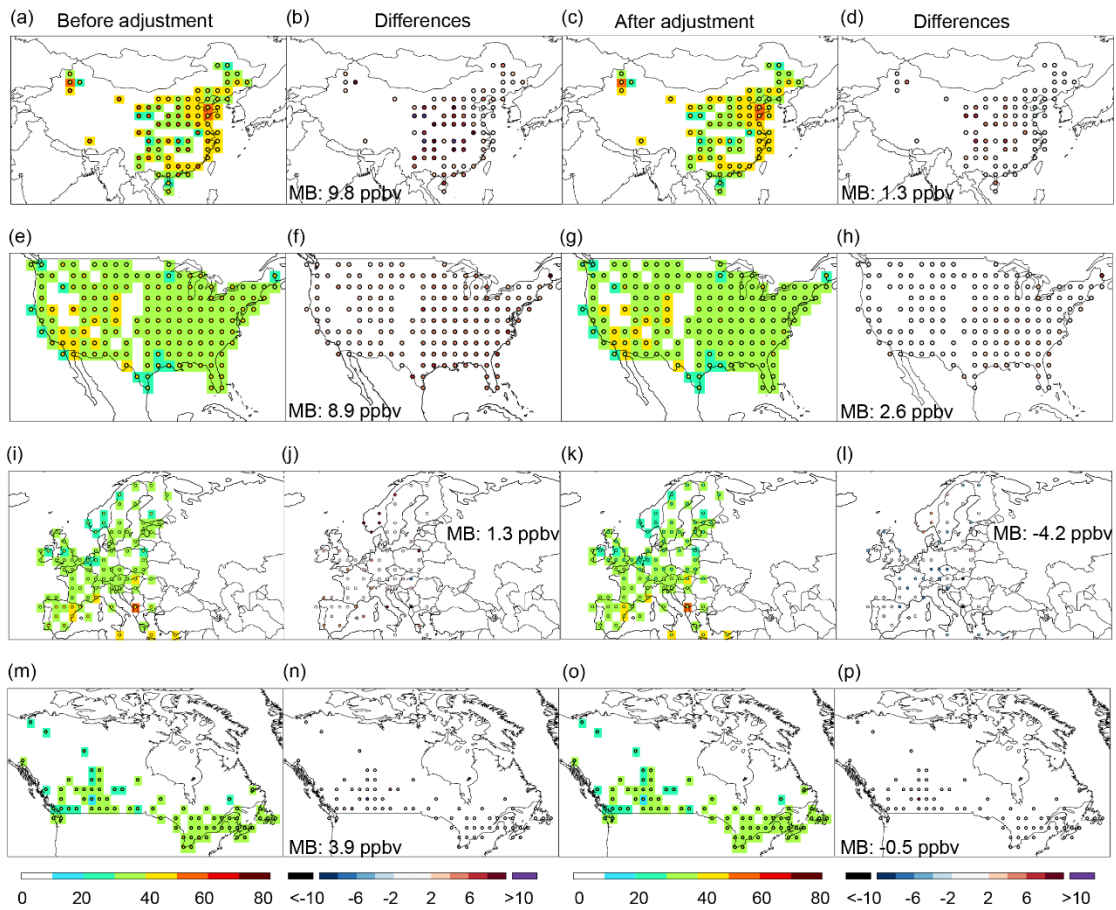 (a) Before adjustment (b) Differences (c) After adjustment (d) Differences
MB: 9.8 ppbv MB: 1.3 ppbv
(e) (f) (g) (h)
MB: 8.9 ppbv MB: 2.6 ppbv
(i) (j) (k) (l)
MB: 1.3 ppbv MB: -4.2 ppbv
(m) (n) (o) (p)
MB: 3.9 ppbv MB: -0.5 ppbv
0 20 40 60 80 <-10 -6 -2 2 6 >10 0 20 40 60 80 <-10 -6 -2 2 6 >10